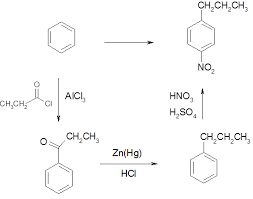 CH₂CH₂CH₃
NO₂
O
CH₃CH₂
Cl
AlCl₃
HNO₃
H₂SO₄
O
CH₂CH₃
Zn(Hg)
HCl
CH₂CH₂CH₃